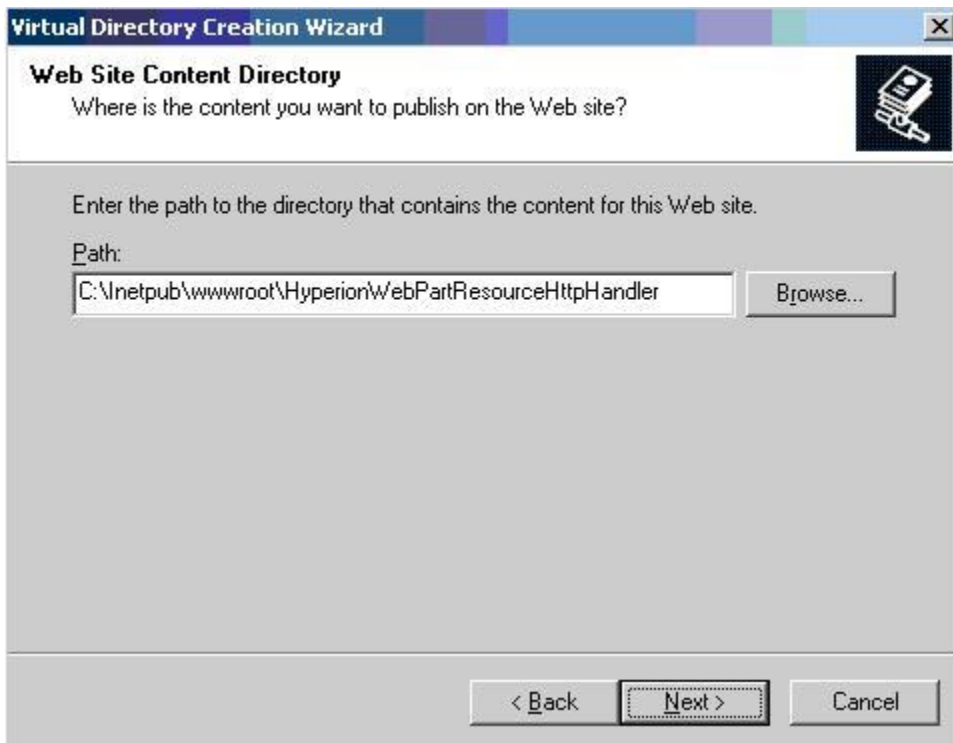 Virtual Directory Creation Wizard
Web Site Content Directory
Where is the content you want to publish on the Web site?
Enter the path to the directory that contains the content for this Web site.
Path:
C:\Inetpub\wwwroot\HyperionWebPartResourceHttpHandler
Browse...
< Back
Next >
Cancel